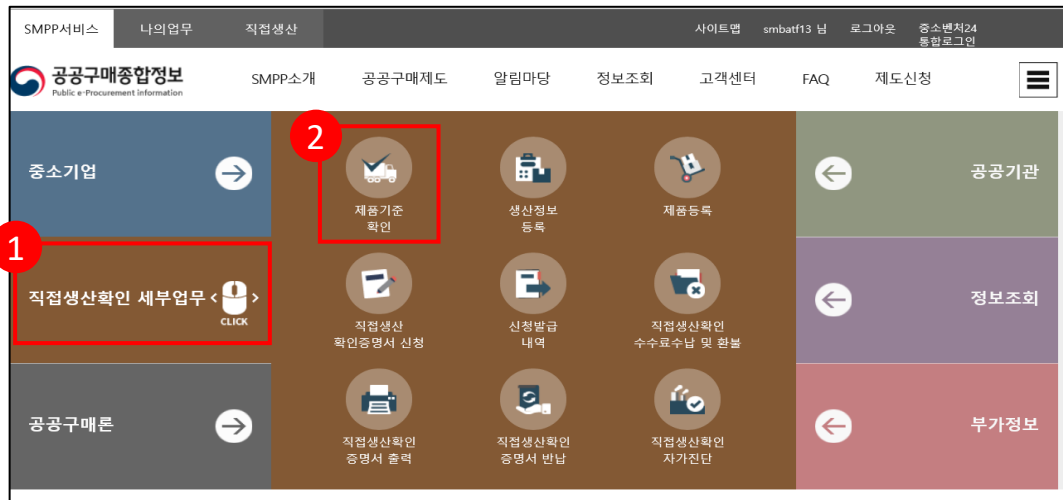 SMPP서비스 나의업무 직접생산 사이트맵 smbatf13 님 로그아웃 중소벤처24
통합로그인
공공구매종합정보
Public e-Procurement information
SMPP소개 공공구매제도 알림마당 정보조회 고객센터 FAQ 제도신청
2
중소기업
제품기준
확인
생산정보
등록
제품등록
공공기관
1
직접생산확인 세부업무
CLICK
직접생산
확인증명서 신청
신청발급
내역
직접생산확인
수수료수납 및 환불
정보조회
공공구매론
직접생산확인
증명서 출력
직접생산확인
증명서 반납
직접생산확인
자가진단
부가정보